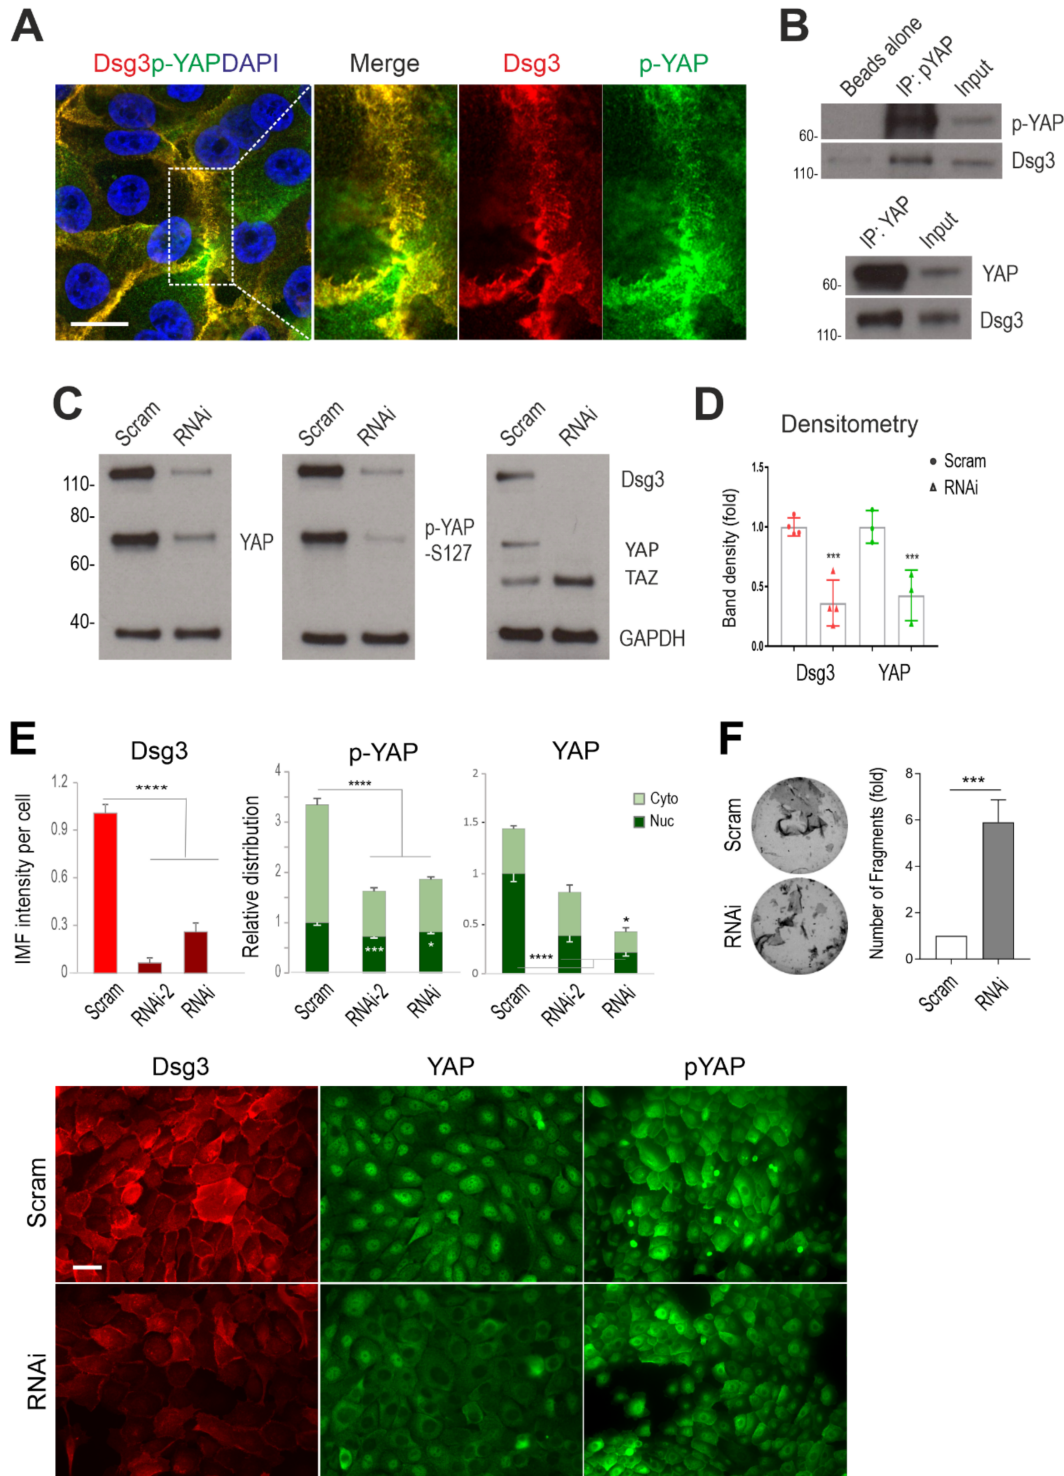 A
Dsg3p-YAPDAPI
Merge
Dsg3
p-YAP
B
Beads alone
IP: pYAP
Input
p-YAP
60-
Dsg3
110-
IP: YAP
Input
YAP
60-
Dsg3
110-
C
Scram
RNAi
Scram
RNAi
Scram
RNAi
110-
80-
60-
40-
YAP
p-YAP
-S127
Dsg3
YAP
TAZ
GAPDH
D
Densitometry
Scram
RNAi
Band density (fold)
1.5
1.0
0.5
0.0
***
***
Dsg3
YAP
E
Dsg3
IMF intensity per cell
1.2
0.9
0.6
0.3
0
****
Scram
RNAi-2
RNAi
p-YAP
Relative distribution
4
3
2
1
0
****
***
*
Scram
RNAi-2
RNAi
YAP
2
1.5
1
0.5
0
****
*
Cyto
Nuc
Scram
RNAi-2
RNAi
F
Scram
RNAi
Number of Fragments (fold)
8
6
4
2
0
***
Scram
RNAi
Dsg3
YAP
pYAP
Scram
RNAi